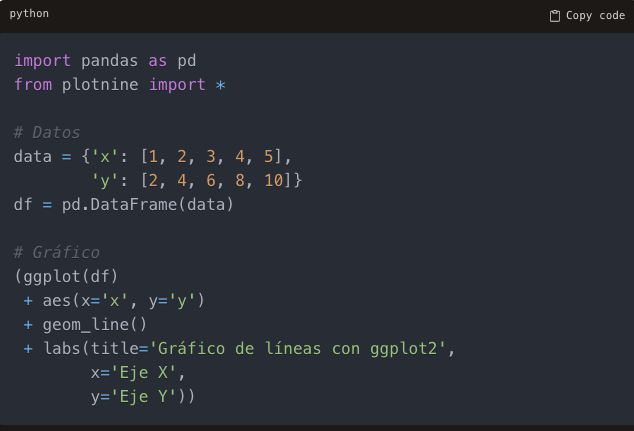 python
Copy code
import pandas as pd
from plotnine import *
# Datos
data = {'x': [1, 2, 3, 4, 5],
'y': [2, 4, 6, 8, 10]}
df = pd.DataFrame(data)
# Gráfico
(ggplot(df)
+ aes(x='x', y='y')
+ geom_line()
+ labs(title='Gráfico de líneas con ggplot2',
x='Eje X',
y='Eje Y'))